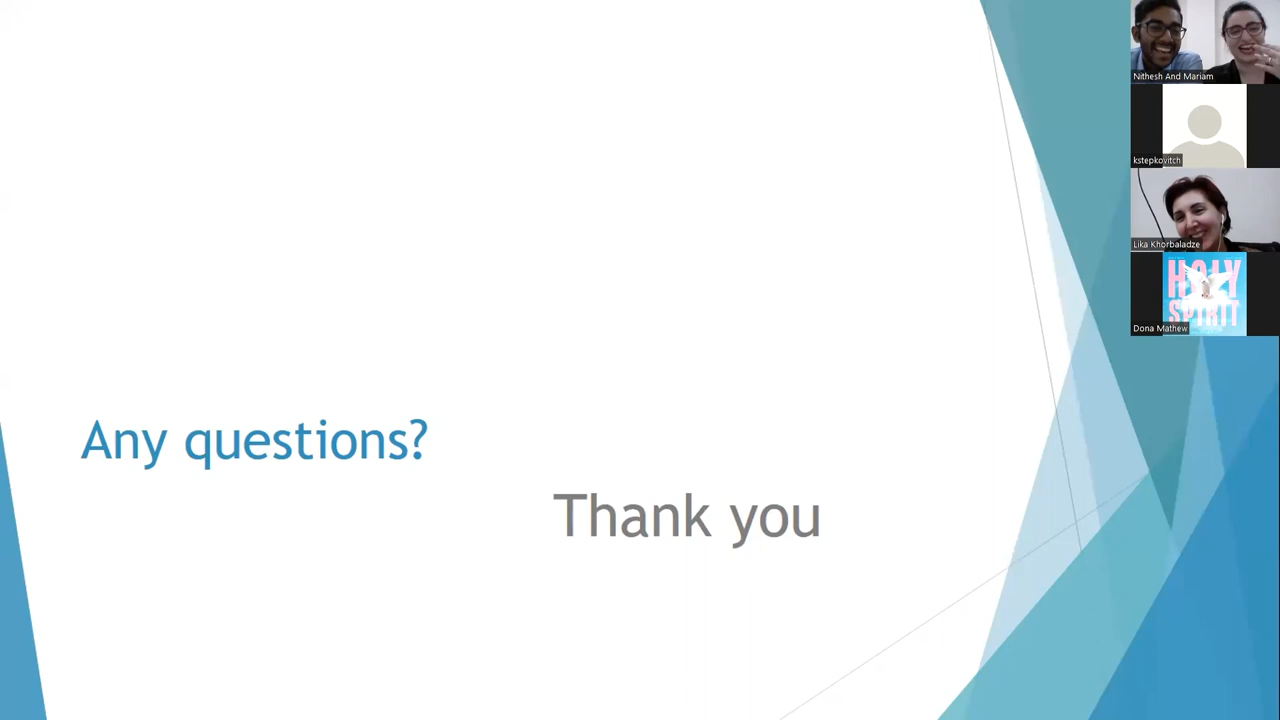 Nithesh And Mariam
kstepkovitch
Lika Khorbaladze
HOLY
SPIRIT
Dona Mathew
Any questions?
Thank you